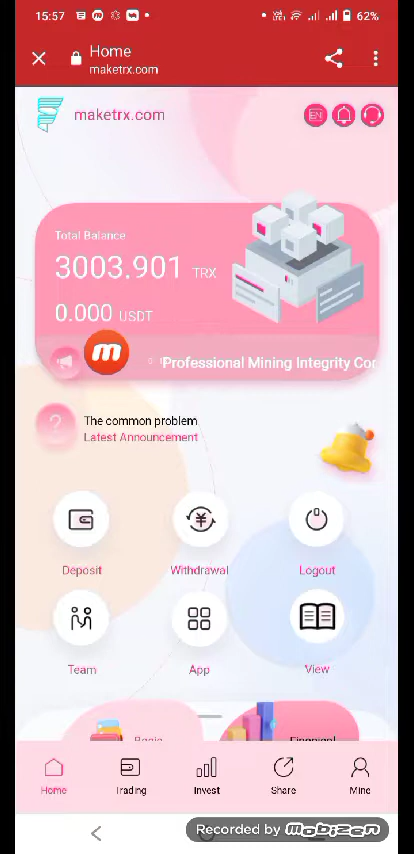 15:57
62%
Home
maketrx.com
maketrx.com
EN
Total Balance
3003.901 TRX
0.000 USDT
Professional Mining Integrity Cor
The common problem
Latest Announcement
Deposit
Withdrawal
Logout
Team
App
View
Home
Trading
Invest
Share
Mine
Recorded by mobizen